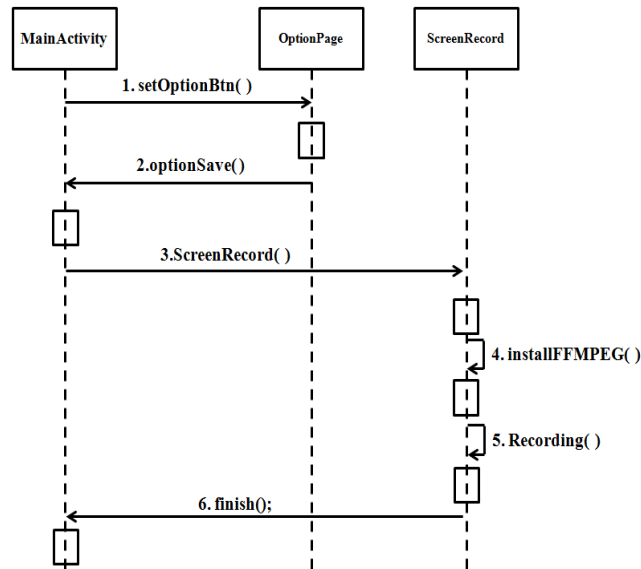 MainActivity
OptionPage
ScreenRecord
1. setOptionBtn( )
2.optionSave()
3.ScreenRecord( )
4. installFFMPEG( )
5. Recording( )
6. finish();